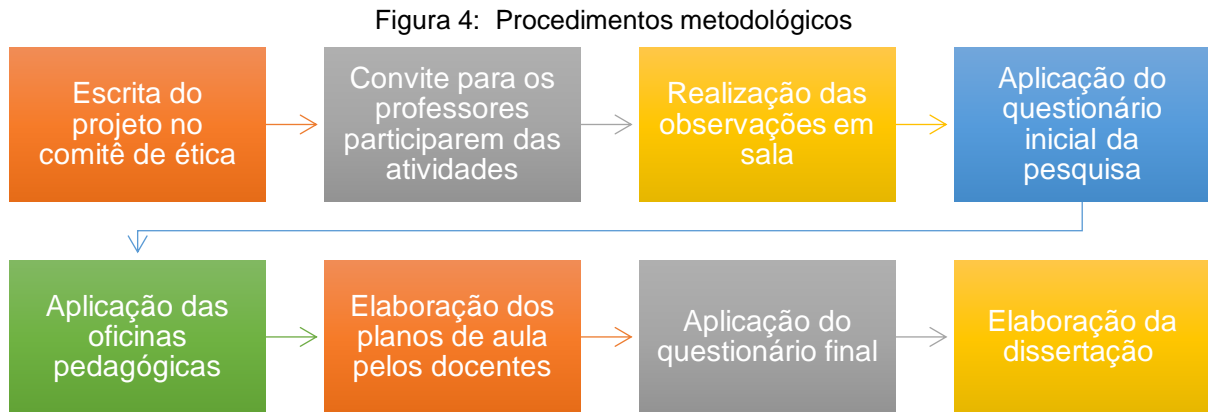 Figura 4: Procedimentos metodológicos
Escrita do
projeto no
comitê de ética
Convite para os
professores
participarem das
atividades
Realização das
observações em
sala
Aplicação do
questionário
inicial da
pesquisa
Aplicação das
oficinas
pedagógicas
Elaboração dos
planos de aula
pelos docentes
Aplicação do
questionário final
Elaboração da
dissertação